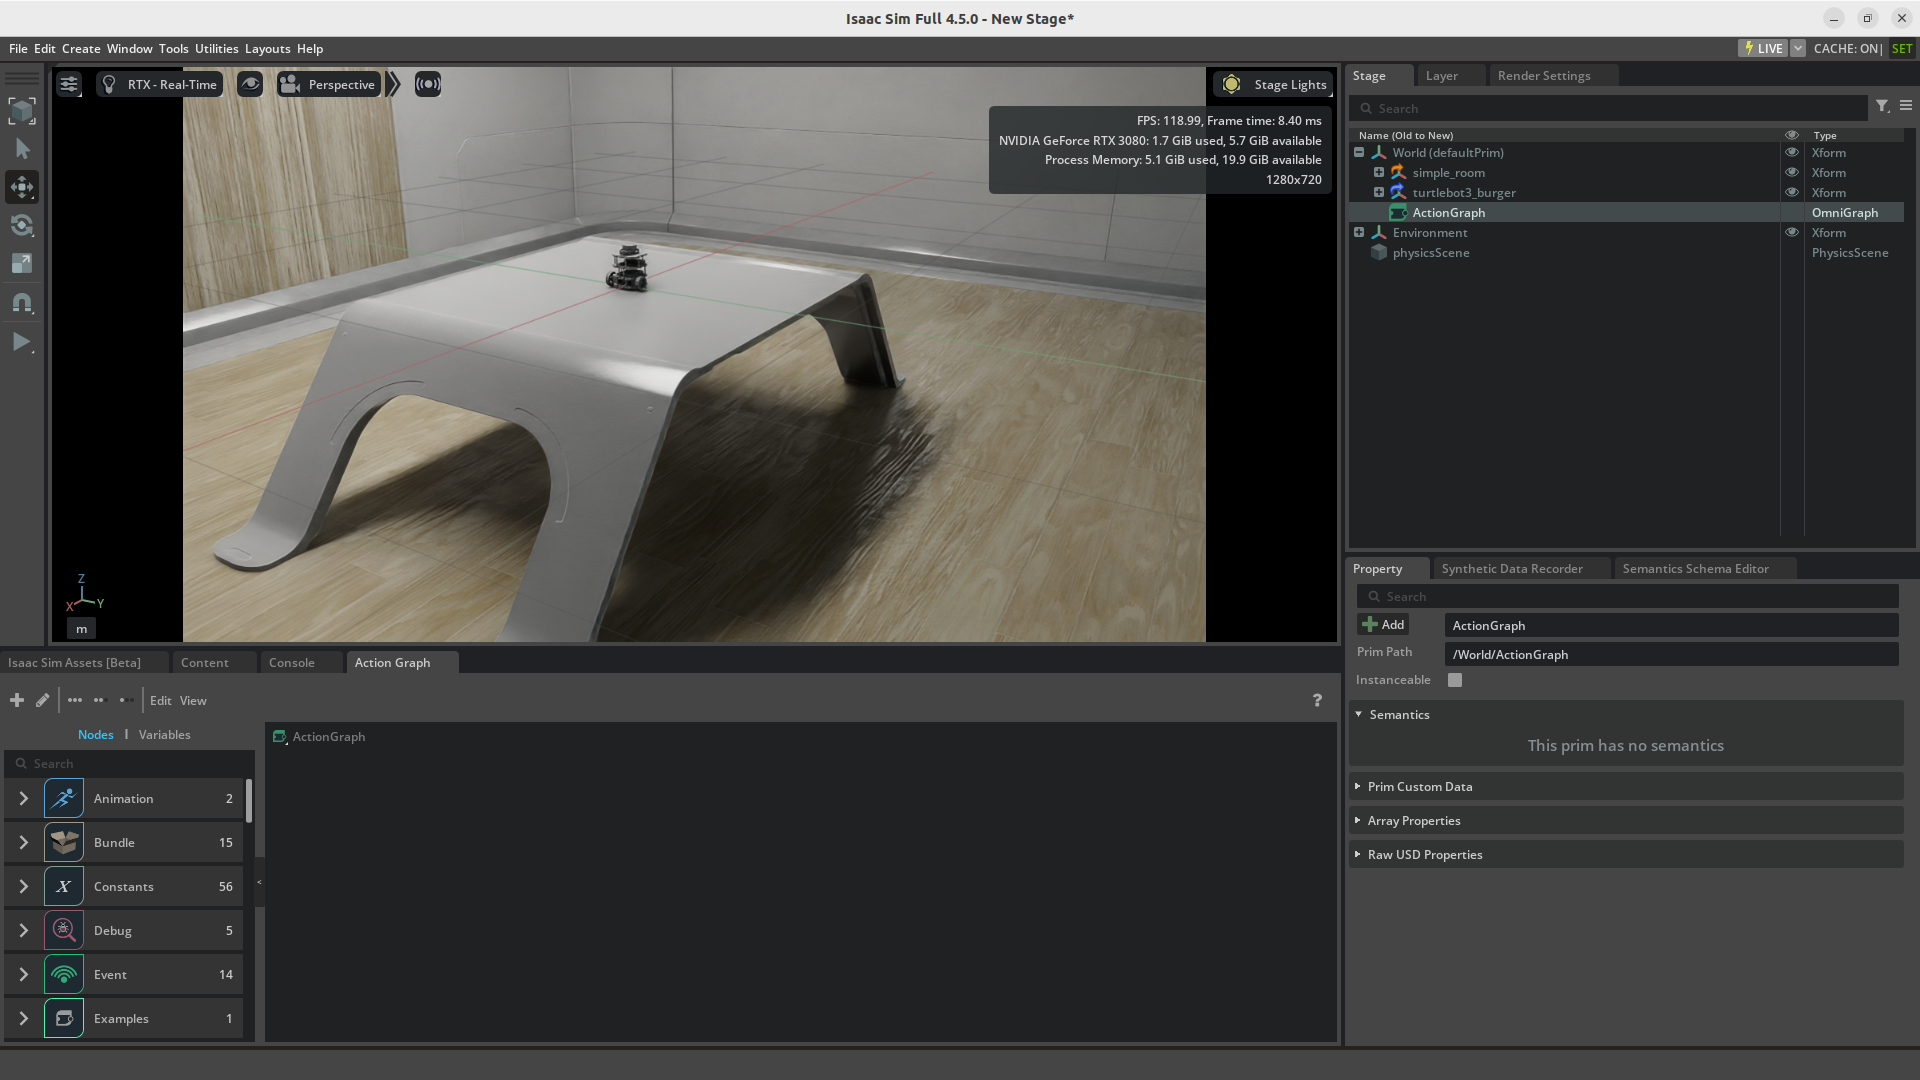 Isaac Sim Full 4.5.0 - New Stage*
File Edit Create Window Tools Utilities Layouts Help
LIVE CACHE: ON| SET
RTX - Real-Time
Perspective
Stage Lights
FPS: 118.99, Frame time: 8.40 ms
NVIDIA GeForce RTX 3080: 1.7 GiB used, 5.7 GiB available
Process Memory: 5.1 GiB used, 19.9 GiB available
1280x720
Z
X Y
m
Stage Layer Render Settings
Search
Name (Old to New) Type
World (defaultPrim) Xform
simple_room Xform
turtlebot3_burger Xform
ActionGraph OmniGraph
Environment Xform
physicsScene PhysicsScene
Property Synthetic Data Recorder Semantics Schema Editor
Search
Add ActionGraph
Prim Path /World/ActionGraph
Instanceable
Semantics
This prim has no semantics
Prim Custom Data
Array Properties
Raw USD Properties
Isaac Sim Assets [Beta] Content Console Action Graph
Edit View ?
Nodes | Variables
Search
Animation 2
Bundle 15
X Constants 56
Debug 5
Event 14
Examples 1
<
ActionGraph